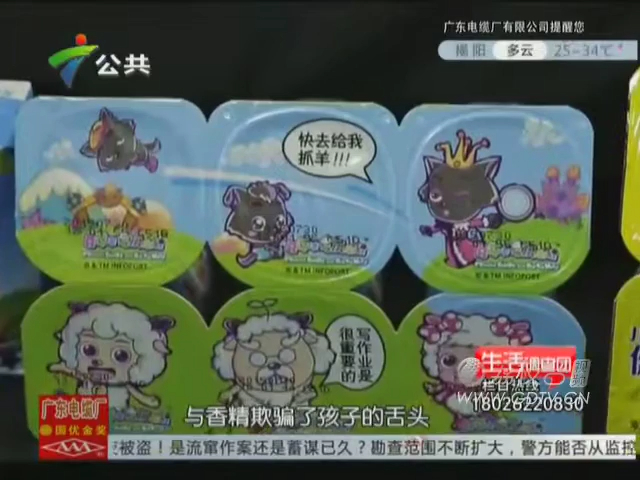 广东电缆厂有限公司提醒您
公共
揭阳 多云 25-34℃
快去给我
抓羊!!!
写作业是
很重要的
生活调查团
栏目热线
18026220830
与香精欺骗了孩子的舌头
广东电缆厂
国优金奖
被盗！是流窜作案还是蓄谋已久？勘查范围不断扩大，警方能否从监控